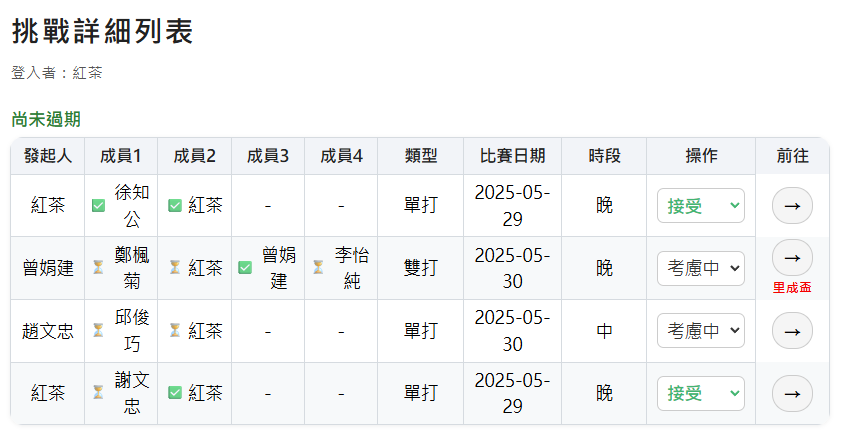 挑戰詳細列表
登入者：紅茶
尚未過期
發起人 成員1 成員2 成員3 成員4 類型 比賽日期 時段 操作 前往
紅茶 ✅ 徐知公 ✅ 紅茶 - - 單打 2025-05-29 晚 接受 →
曾娟建 ⏳ 鄭楓菊 ⏳ 紅茶 ✅ 曾娟建 ⏳ 李怡純 雙打 2025-05-30 晚 考慮中 →
里成盃
趙文忠 ⏳ 邱俊巧 ⏳ 紅茶 - - 單打 2025-05-30 中 考慮中 →
紅茶 ⏳ 謝文忠 ✅ 紅茶 - - 單打 2025-05-29 晚 接受 →